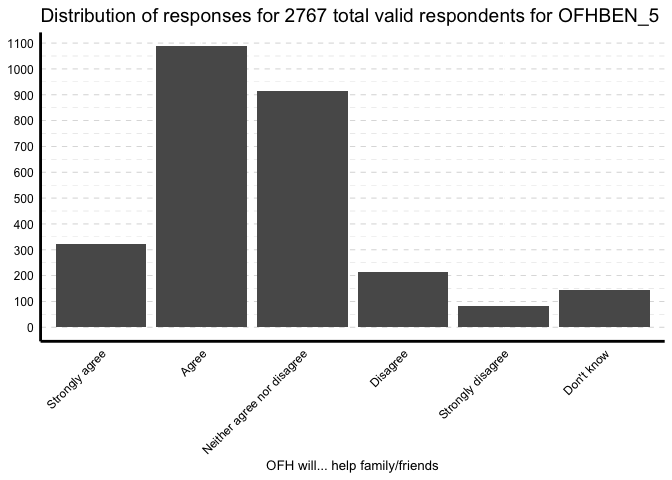 Distribution of responses for 2767 total valid respondents for OFHBEN_5
1100
1000
900
800
700
600
500
400
300
200
100
0
Strongly agree
Agree
Neither agree nor disagree
Disagree
Strongly disagree
Don't know
OFH will... help family/friends